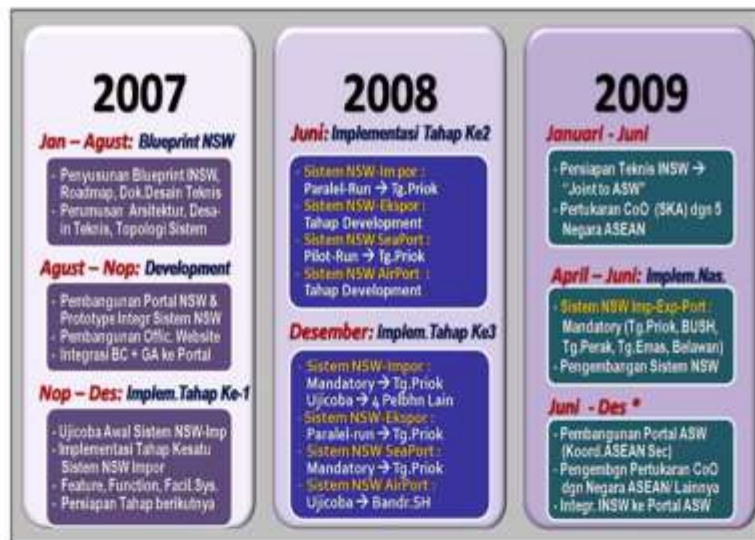 2007
Jan – Agust: Blueprint NSW
- Penyusunan Blueprint INSW,
Roadmap, Dok.Desain Teknis
- Perumusan Arsitektur, Desa-
in Teknis, Topologi Sistem
Agust – Nop: Development
- Pembangunan Portal NSW &
Prototype Integr Sistem NSW
- Pembangunan Offic. Website
- Integrasi BC + GA ke Portal
Nop – Des: Implem.Tahap Ke-1
- Ujicoba Awal Sistem NSW-Imp
- Implementasi Tahap Kesatu
Sistem NSW Impor
- Feature, Function, Facil.Sys.
- Persiapan Tahap berikutnya
2008
Juni: Implementasi Tahap Ke2
- Sistem NSW-Im por :
Paralel-Run → Tg.Priok
- Sistem NSW-Ekspor :
Tahap Development
- Sistem NSW SeaPort :
Pilot-Run → Tg.Priok
- Sistem NSW AirPort :
Tahap Development
Desember: Implem.Tahap Ke3
- Sistem NSW-Impor :
Mandatory → Tg.Priok
Ujicoba → 4 Pelbhn Lain
- Sistem NSW-Ekspor :
Paralel-run → Tg.Priok
- Sistem NSW SeaPort :
Mandatory → Tg.Priok
- Sistem NSW AirPort :
Ujicoba → Bandr.SH
2009
Januari - Juni
- Persiapan Teknis INSW →
"Joint to ASW"
- Pertukaran CoO (SKA) dgn 5
Negara ASEAN
April – Juni: Implem.Nas.
- Sistem NSW Imp-Exp-Port :
Mandatory (Tg.Priok, BUSH,
Tg.Perak, Tg.Emas, Belawan)
- Pengembangan Sistem NSW
Juni - Des *
- Pembangunan Portal ASW
(Koord.ASEAN Sec)
- Pengembgn Pertukaran CoO
dgn Negara ASEAN/ Lainnya
- Integr. INSW ke Portal ASW